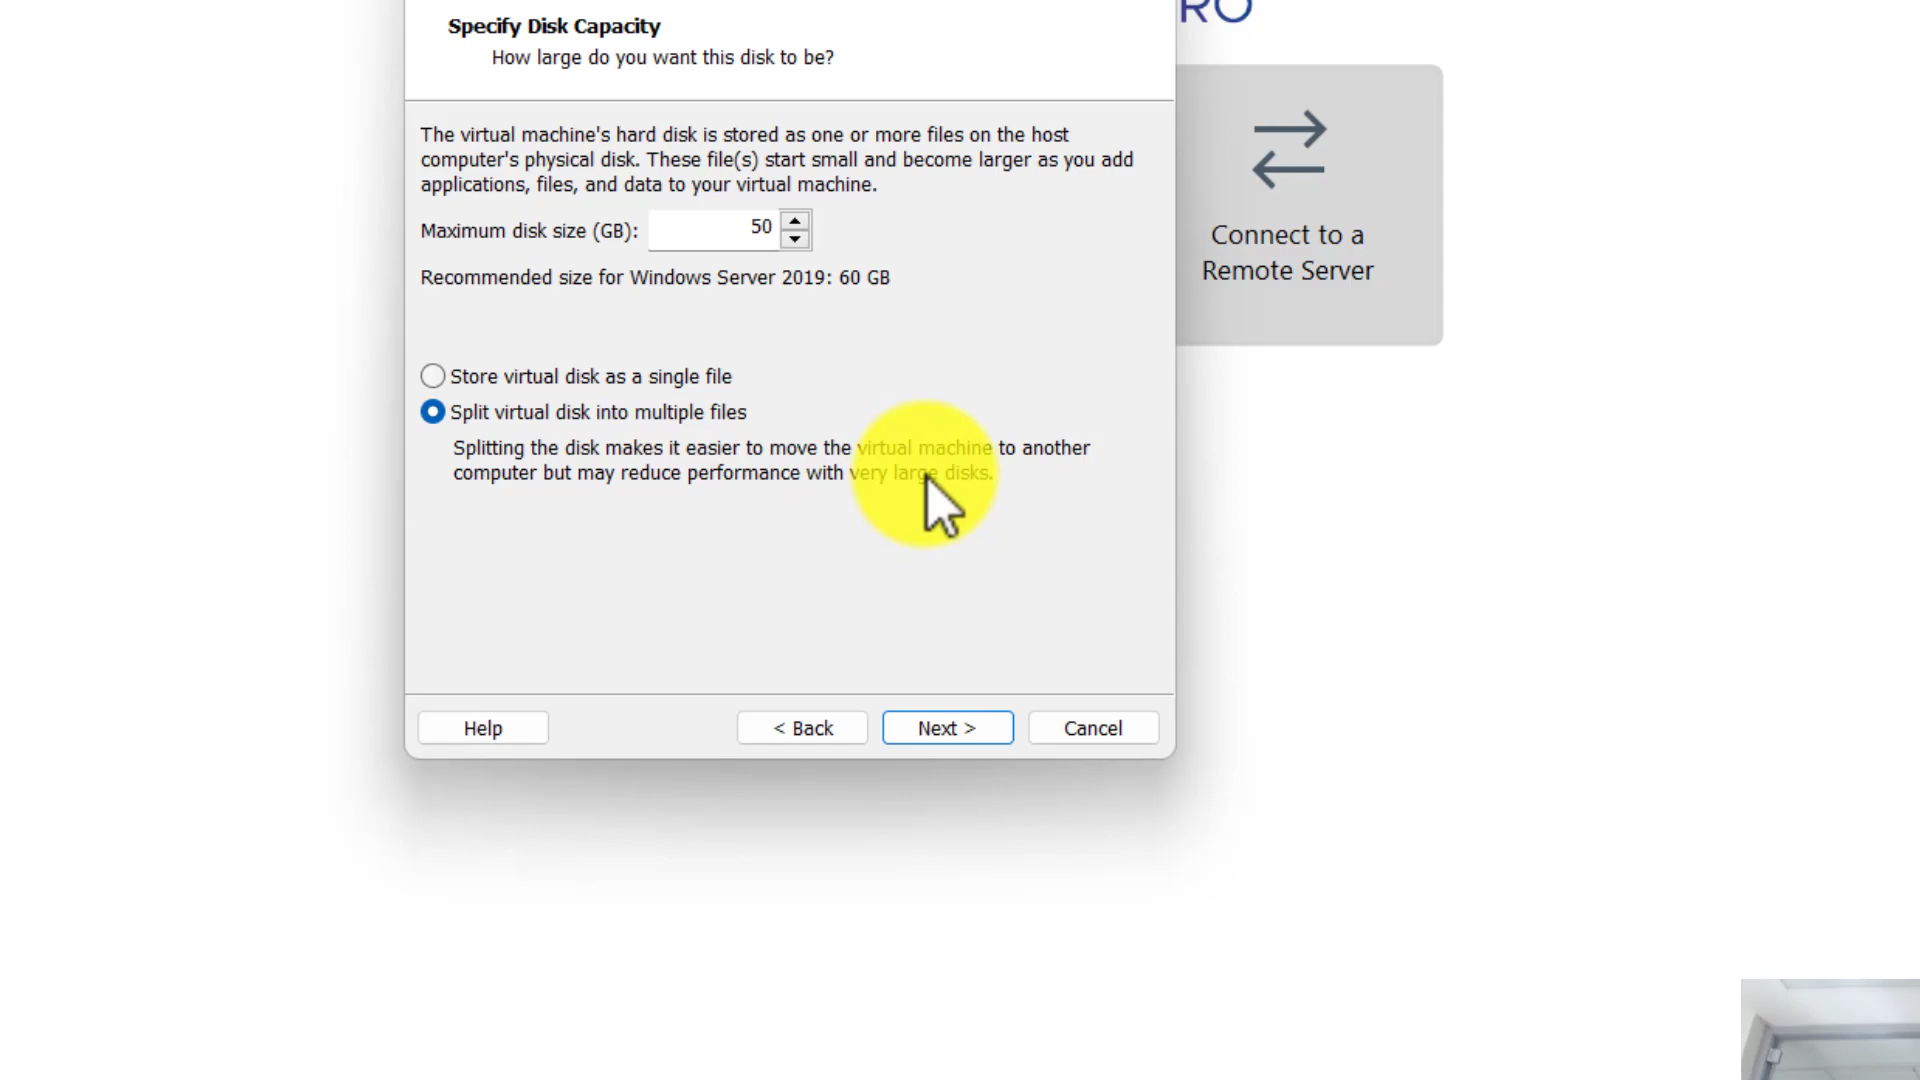 RO
Specify Disk Capacity
How large do you want this disk to be?
The virtual machine's hard disk is stored as one or more files on the host
computer's physical disk. These file(s) start small and become larger as you add
applications, files, and data to your virtual machine.
Maximum disk size (GB): 50
Recommended size for Windows Server 2019: 60 GB
Store virtual disk as a single file
Split virtual disk into multiple files
Splitting the disk makes it easier to move the virtual machine to another
computer but may reduce performance with very large disks.
Help
< Back
Next >
Cancel
Connect to a
Remote Server